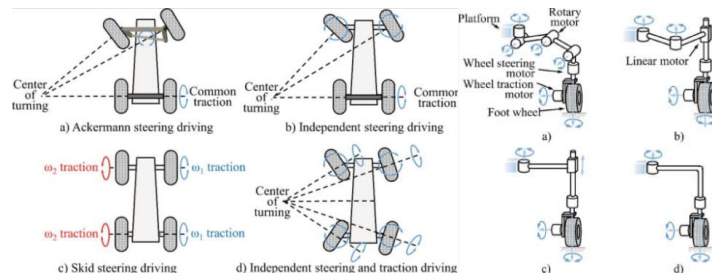 Center
of
turning
Common
traction
a) Ackermann steering driving
Center
of
turning
Common
traction
b) Independent steering driving
ω₂ traction
ω₁ traction
ω₂ traction
ω₁ traction
c) Skid steering driving
Center
of
turning
d) Independent steering and traction driving
Platform
Rotary
motor
Wheel steering
motor
Wheel traction
motor
Foot wheel
a)
Linear motor
b)
c)
d)